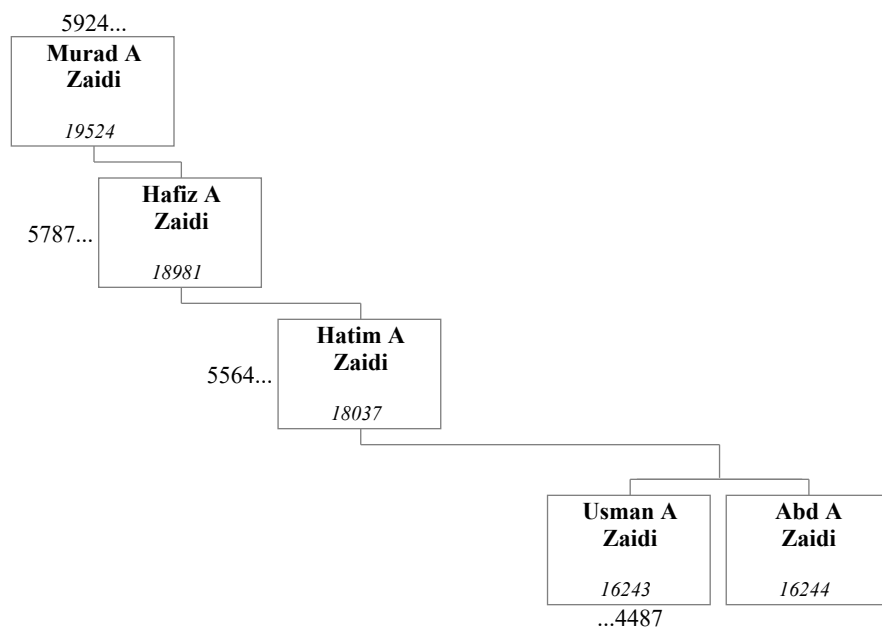 5924...
Murad A
Zaidi
19524
Hafiz A
Zaidi
5787...
18981
Hatim A
Zaidi
5564...
18037
Usman A
Zaidi
16243
...4487
Abd A
Zaidi
16244